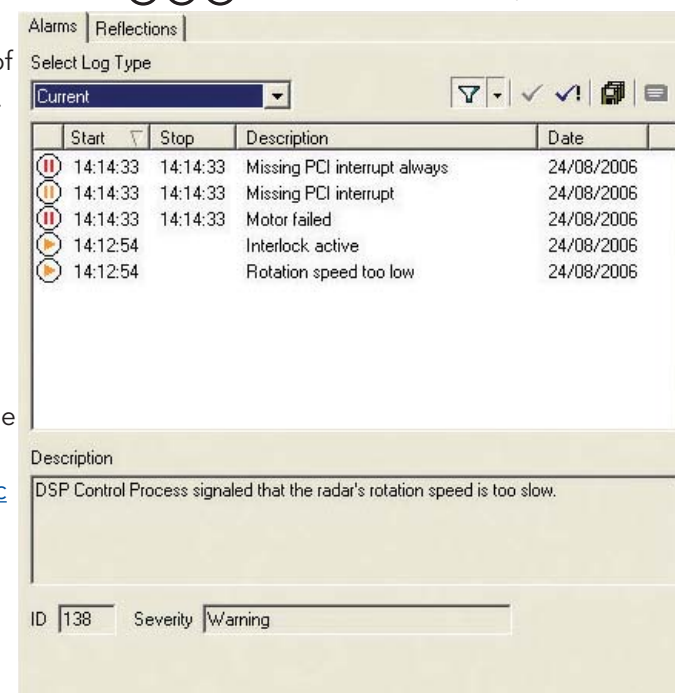 Alarms Reflections
of Select Log Type
Current
Start Stop Description Date
14:14:33 14:14:33 Missing PCI interrupt always 24/08/2006
14:14:33 14:14:33 Missing PCI interrupt 24/08/2006
14:14:33 14:14:33 Motor failed 24/08/2006
14:12:54 Interlock active 24/08/2006
14:12:54 Rotation speed too low 24/08/2006
e
Description
c
DSP Control Process signaled that the radar's rotation speed is too slow.
ID 138 Severity Warning